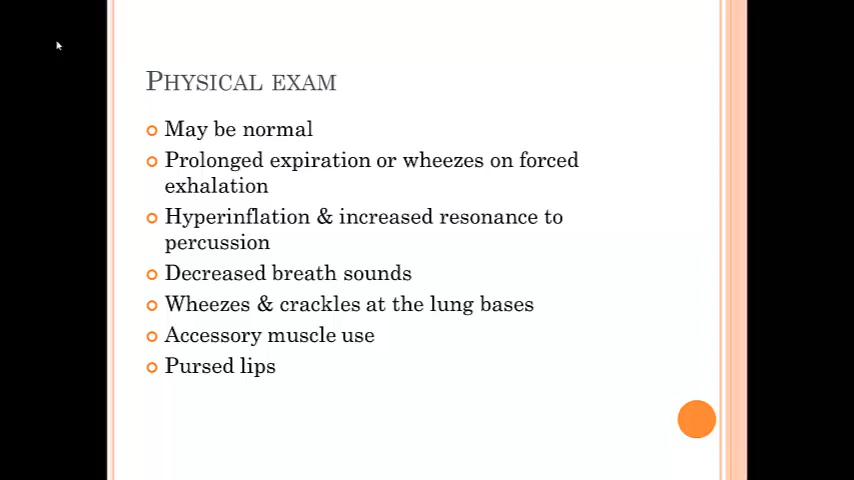 PHYSICAL EXAM
May be normal
Prolonged expiration or wheezes on forced
exhalation
Hyperinflation & increased resonance to
percussion
Decreased breath sounds
Wheezes & crackles at the lung bases
Accessory muscle use
Pursed lips